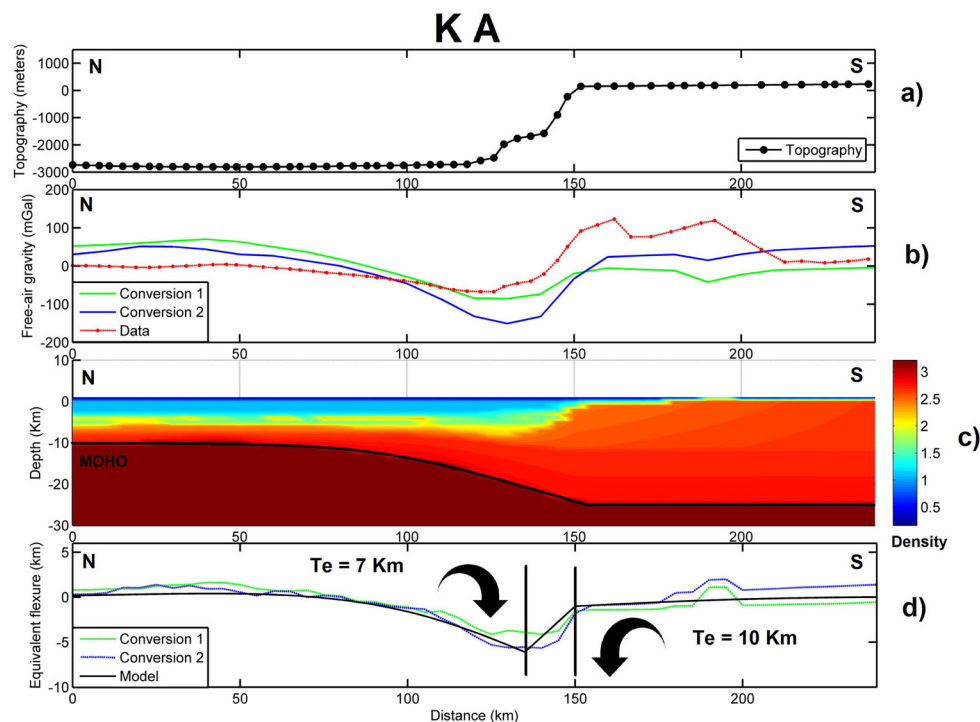 K A
N
S
Topography
(meters)
1000
0
-1000
-2000
-3000
0
50
100
150
200
Topography
a)
N
S
Free-air gravity (mGal)
200
100
0
-100
-200
0
50
100
150
200
Conversion 1
Conversion 2
Data
b)
N
S
Depth (Km)
10
0
-10
-20
-30
0
50
100
150
200
MOHO
3
2.5
2
1.5
1
0.5
Density
c)
N
S
Equivalent flexure (km)
5
0
-5
-10
0
50
100
150
200
Te = 7 Km
Te = 10 Km
Conversion 1
Conversion 2
Model
Distance (km)
d)